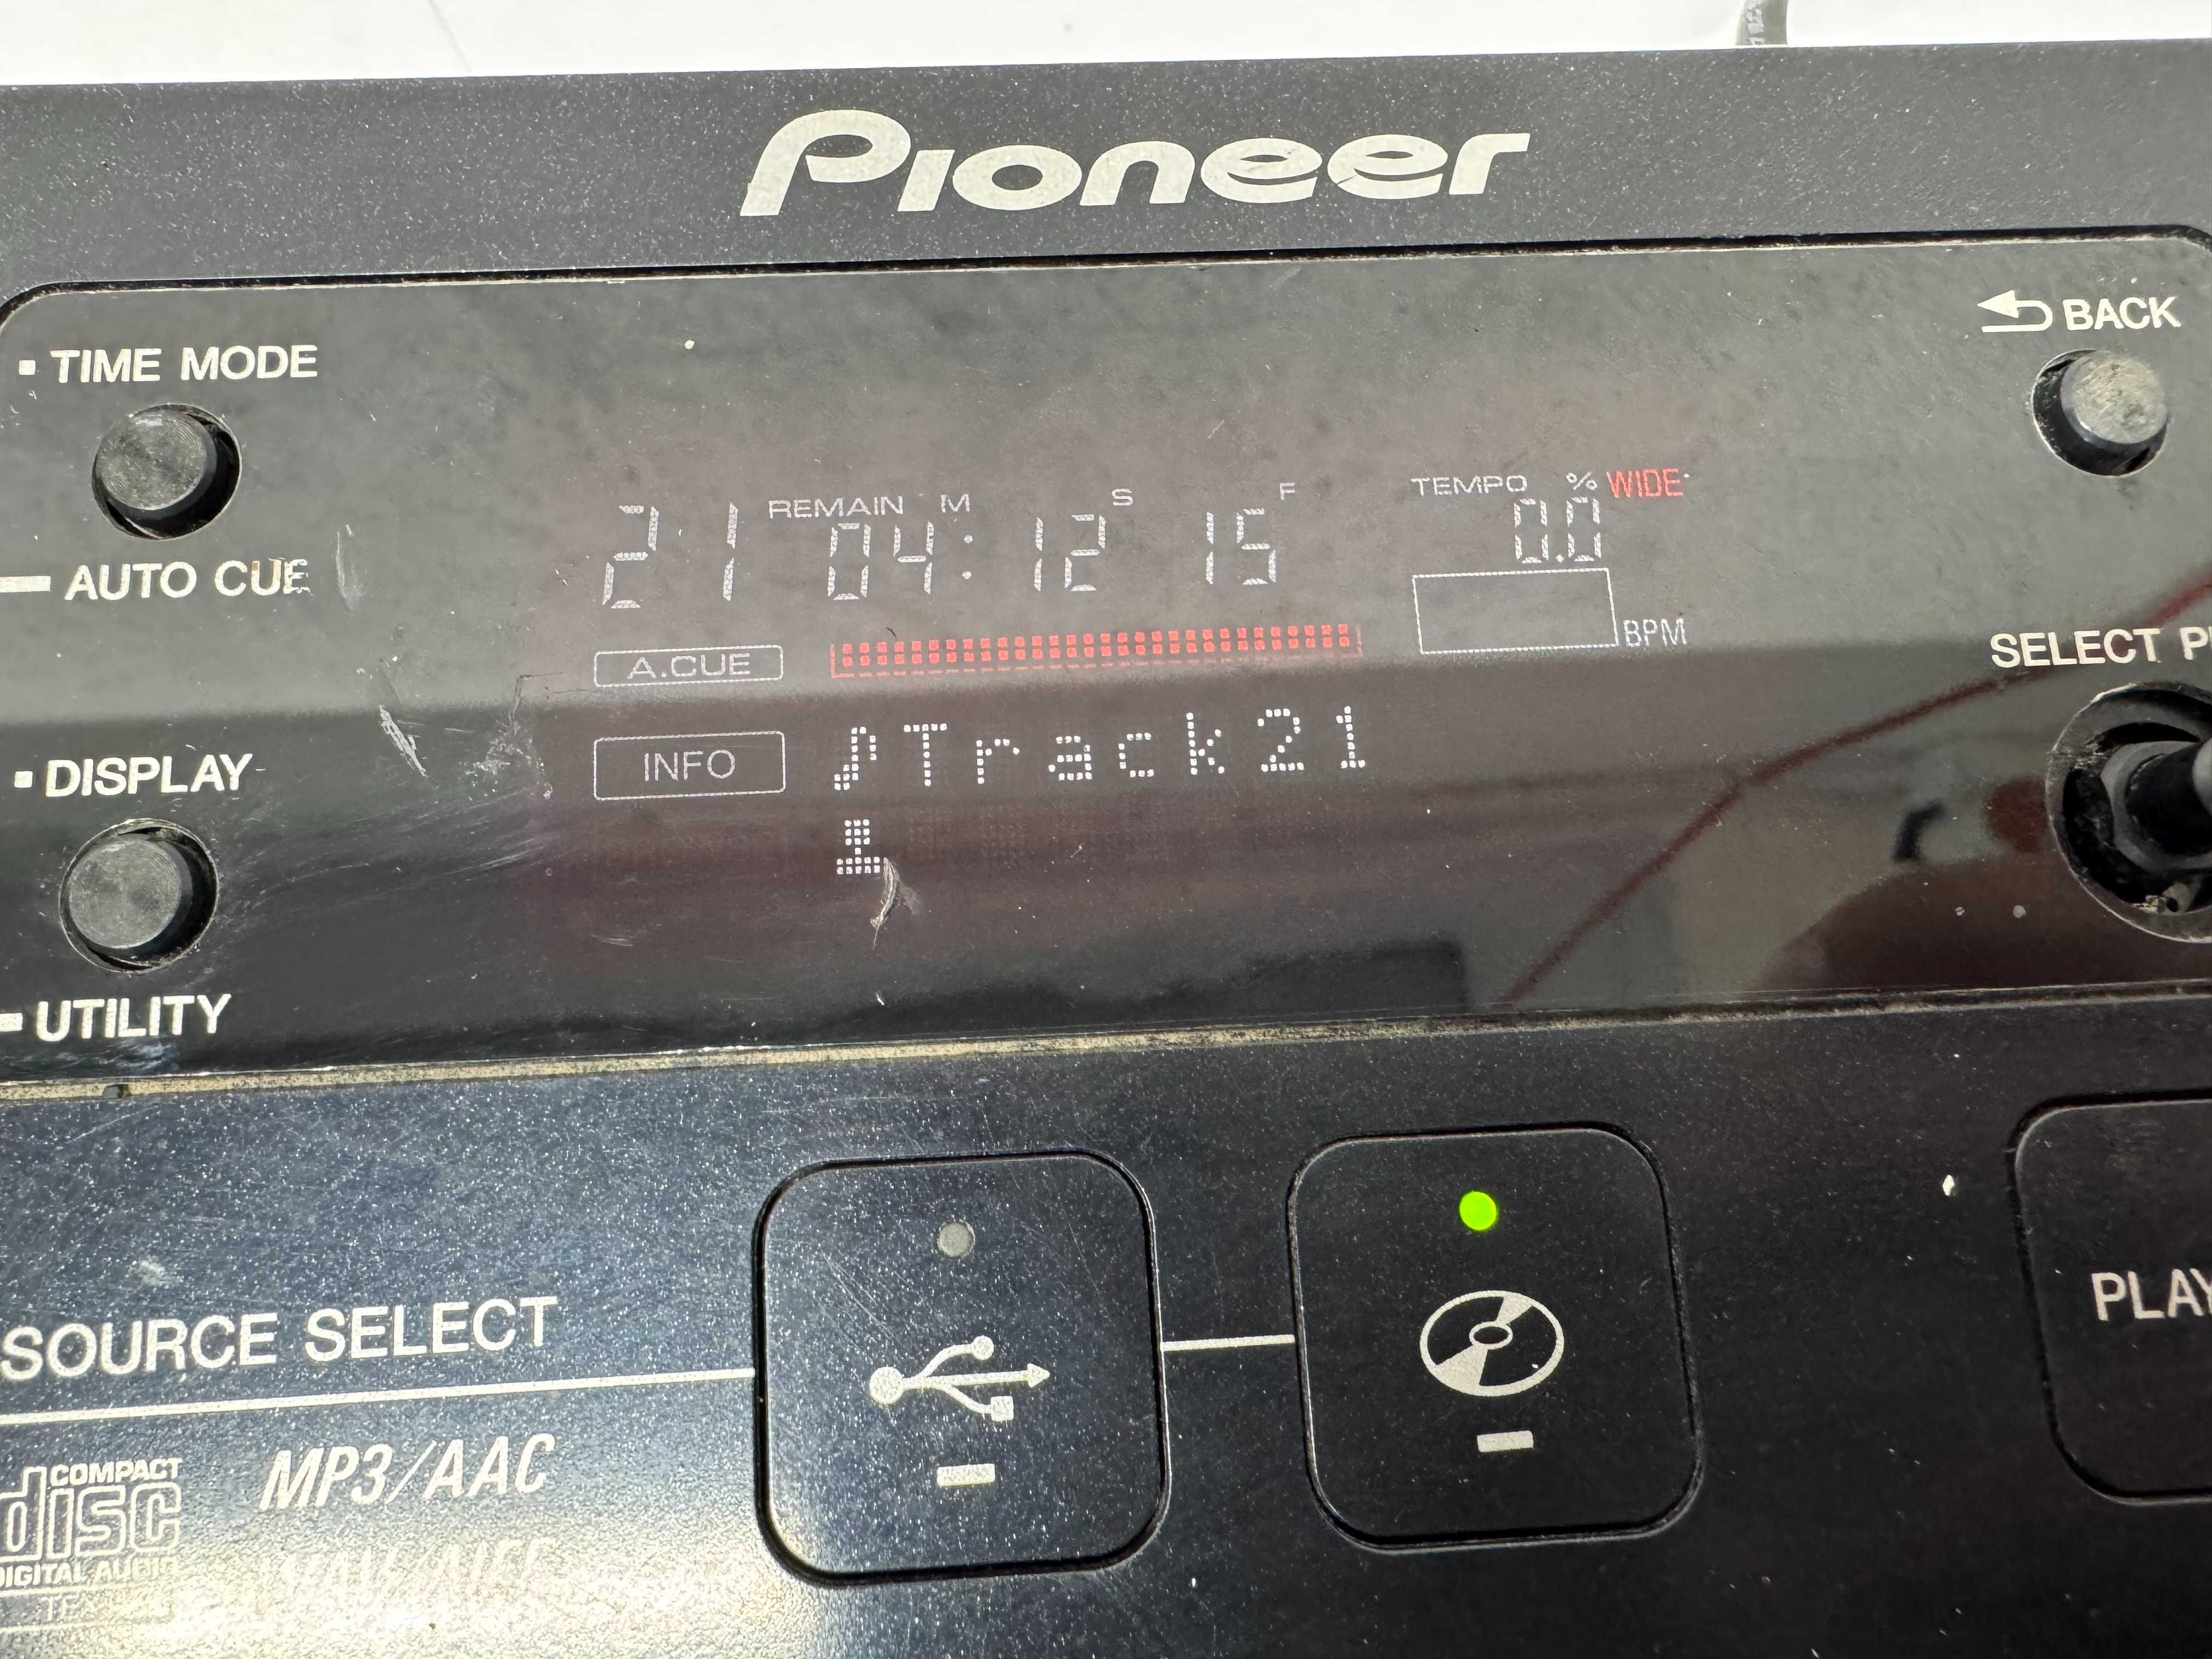 Pioneer
TIME MODE
BACK
AUTO CUE
REMAIN M S F
TEMPO % WIDE
21 04:12 15 0.0
A.CUE
BPM
SELECT
INFO
♪Track21
DISPLAY
UTILITY
SOURCE SELECT
PLAY
COMPACT
disc
DIGITAL AUDIO
MP3/AAC